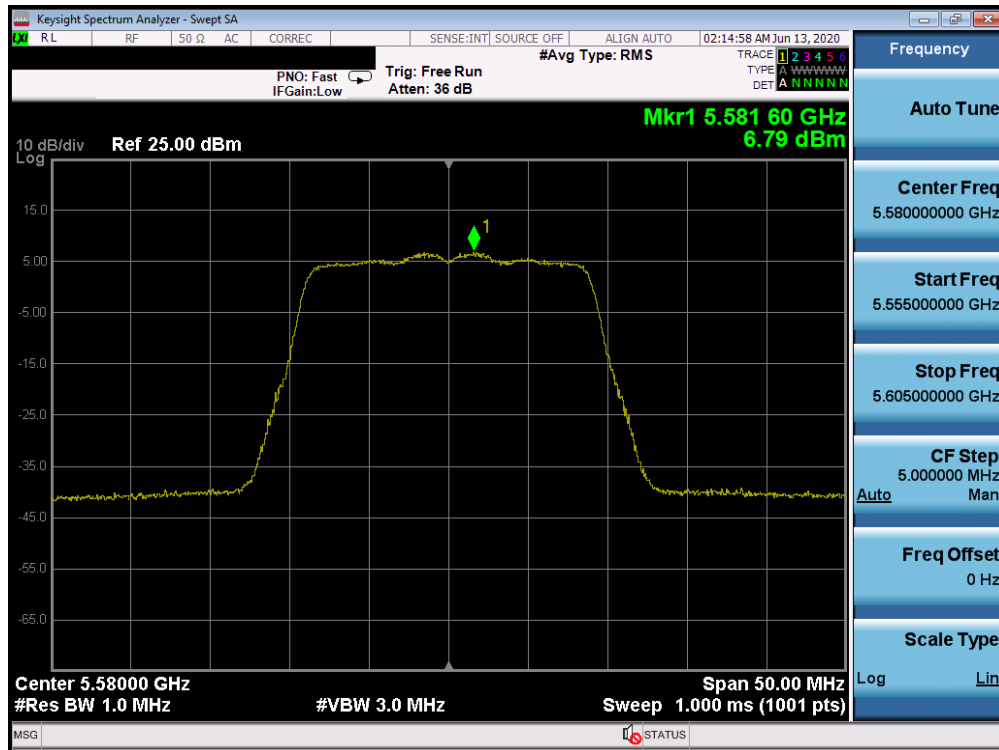 Keysight Spectrum Analyzer - Swept SA
LXI RL RF 50 Ω AC CORREC SENSE:INT SOURCE OFF ALIGN AUTO 02:14:58 AM Jun 13, 2020
#Avg Type: RMS
TRACE 1 2 3 4 5 6
TYPE A WWWWW
DET A N N N N N
PNO: Fast
IFGain:Low
Trig: Free Run
Atten: 36 dB
Mkr1 5.581 60 GHz
6.79 dBm
10 dB/div
Log
Ref 25.00 dBm
1
15.0
5.00
-5.00
-15.0
-25.0
-35.0
-45.0
-55.0
-65.0
Center 5.58000 GHz
Span 50.00 MHz
#Res BW 1.0 MHz
#VBW 3.0 MHz
Sweep 1.000 ms (1001 pts)
MSG
STATUS
Frequency
Auto Tune
Center Freq
5.580000000 GHz
Start Freq
5.555000000 GHz
Stop Freq
5.605000000 GHz
CF Step
5.000000 MHz
Auto Man
Freq Offset
0 Hz
Scale Type
Log Lin